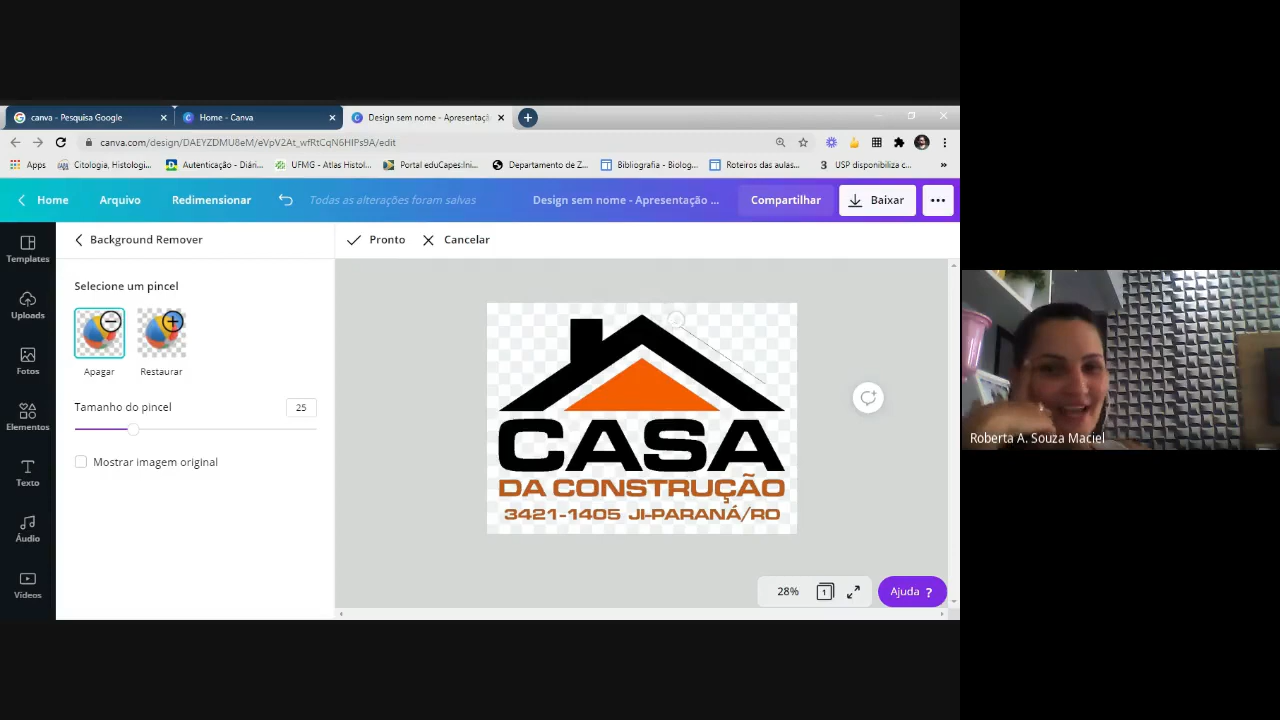 canva - Pesquisa Google
Home - Canva
Design sem nome - Apresentaçã
canva.com/design/DAEYZDMU8eM/eVpV2At_wfRtCqN6HIPs9A/edit
Apps
Citologia, Histologi...
Autenticação - Diári...
UFMG - Atlas Histol...
Portal eduCapes:Ini...
Departamento de Z...
Bibliografia - Biolog...
Roteiros das aulas...
3 USP disponibiliza c...
»
Home
Arquivo
Redimensionar
Todas as alterações foram salvas
Design sem nome - Apresentação ...
Compartilhar
Baixar
Templates
Uploads
Fotos
Elementos
Texto
Áudio
Vídeos
Background Remover
Pronto
Cancelar
Selecione um pincel
Apagar
Restaurar
Tamanho do pincel
25
Mostrar imagem original
CASA
DA CONSTRUÇÃO
3421-1405 JI-PARANÁ/RO
28%
1
Ajuda ?
Roberta A. Souza Maciel